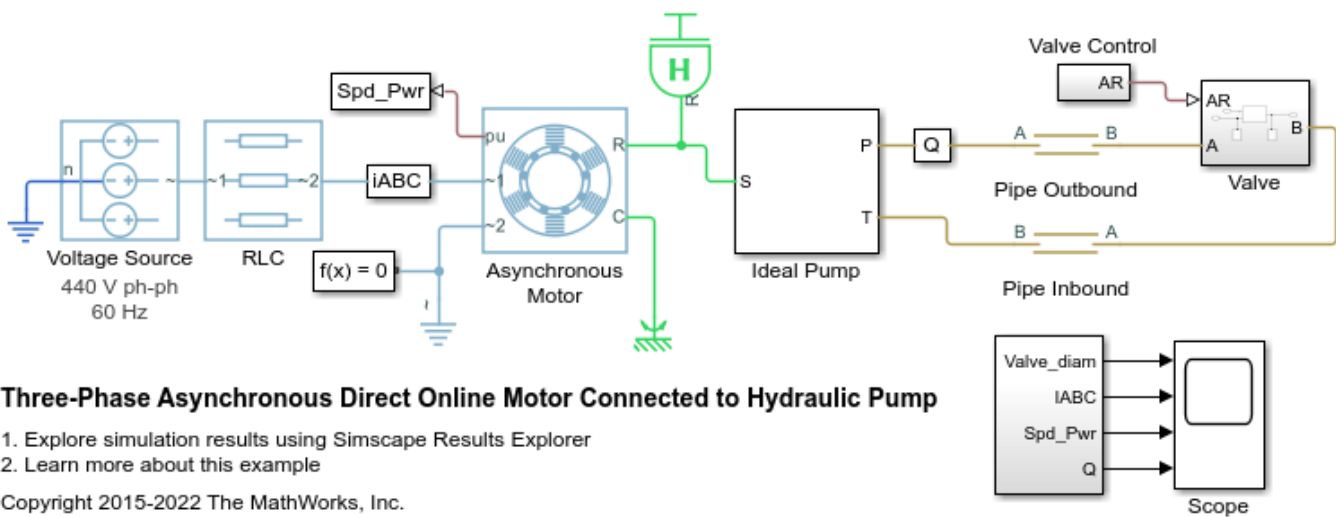 Valve Control
AR
Spd_Pwr
H
R
AR
B
A
pu
R
P
Q
A
B
n
~
~1
~2
iABC
~1
S
Pipe Outbound
Valve
C
T
B
A
~2
Voltage Source
RLC
f(x) = 0
Asynchronous
Motor
Ideal Pump
440 V ph-ph
60 Hz
~
Pipe Inbound
Valve_diam
IABC
Spd_Pwr
Q
Scope
Three-Phase Asynchronous Direct Online Motor Connected to Hydraulic Pump
1. Explore simulation results using Simscape Results Explorer
2. Learn more about this example
Copyright 2015-2022 The MathWorks, Inc.